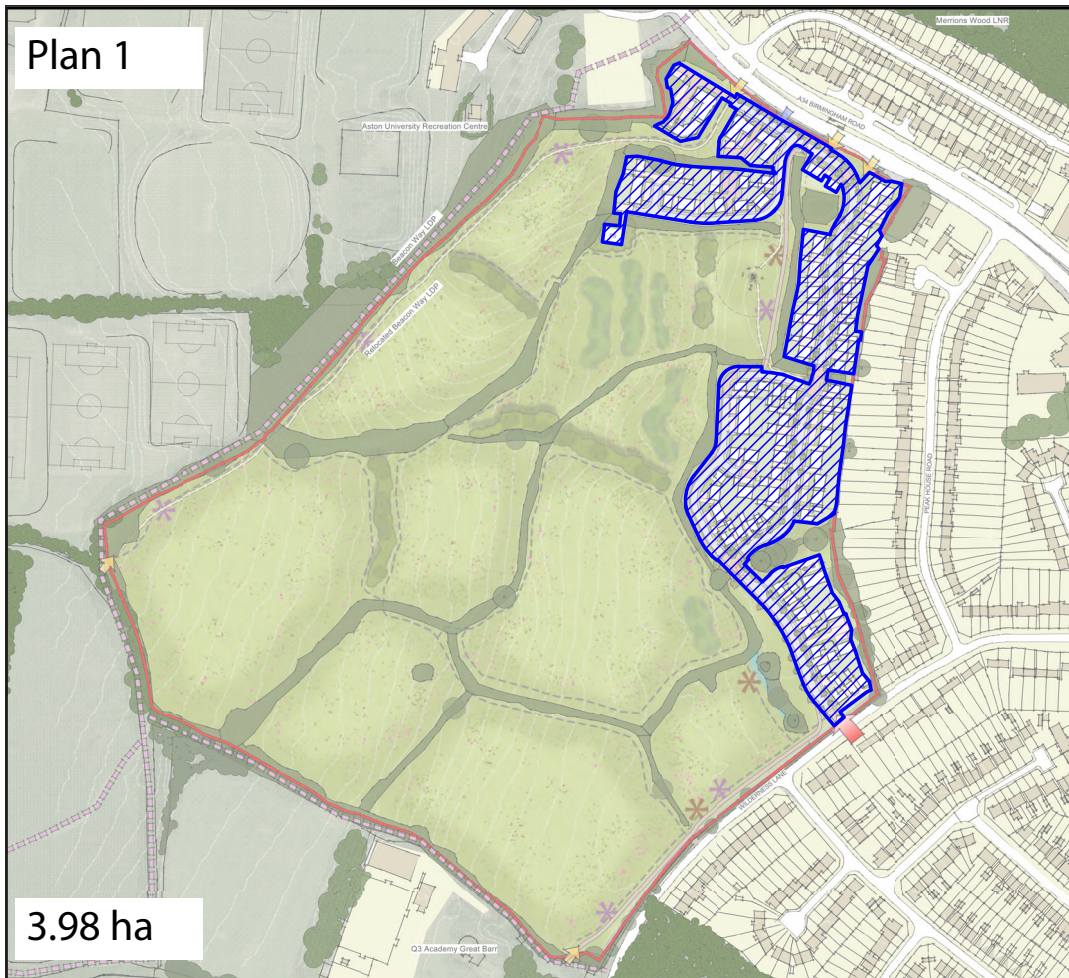 Plan 1
Merrions Wood LNR
A34 BIRMINGHAM ROAD
Aston University Recreation Centre
Beacon Way LDP
Relocated Beacon Way LDP
PEAK HOUSE ROAD
WILDERNESS LANE
3.98 ha
Q3 Academy Great Barr